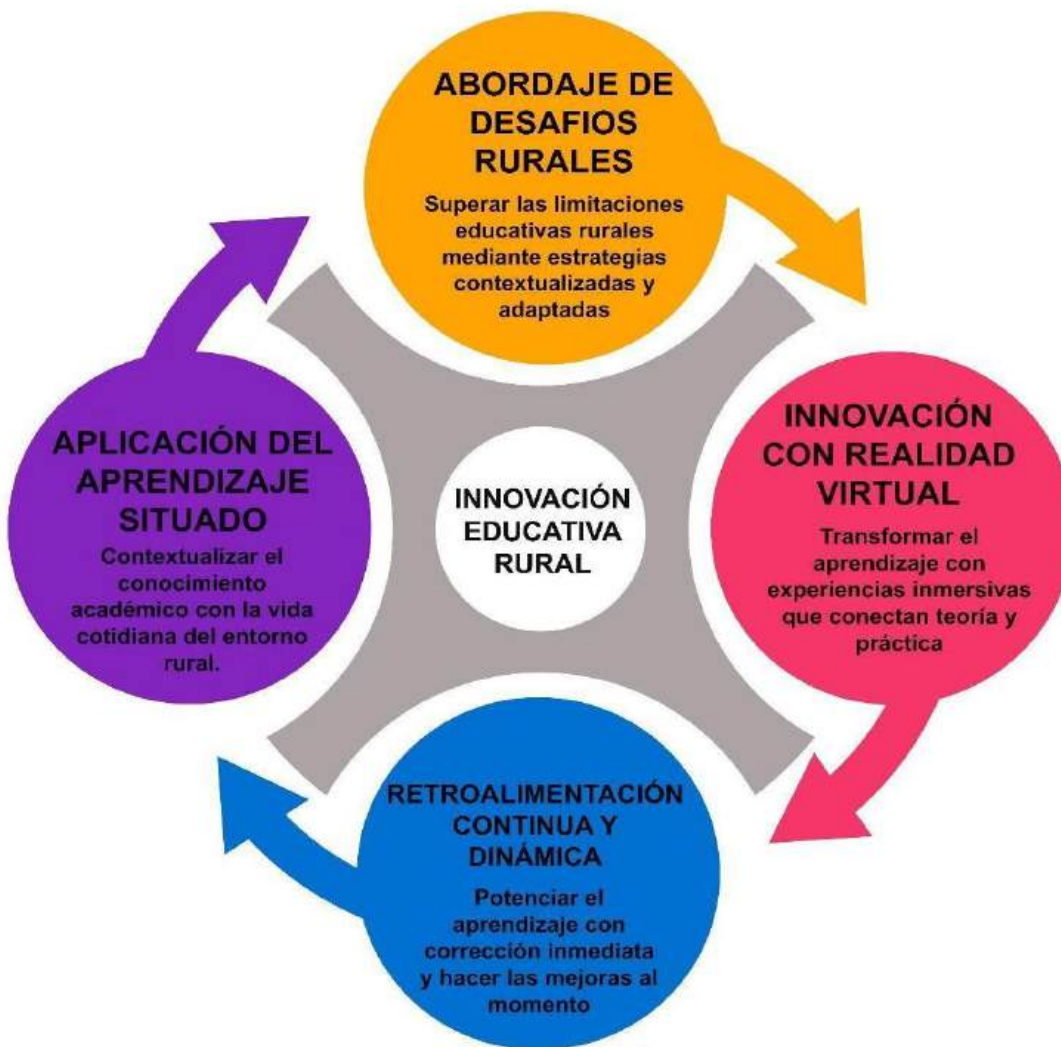 ABORDAJE DE
DESAFIOS
RURALES
Superar las limitaciones
educativas rurales
mediante estrategias
contextualizadas y
adaptadas
INNOVACIÓN
CON REALIDAD
VIRTUAL
Transformar el
aprendizaje con
experiencias inmersivas
que conectan teoría y
práctica
RETROALIMENTACIÓN
CONTINUA Y
DINÁMICA
Potenciar el
aprendizaje con
corrección inmediata
y hacer las mejoras al
momento
APLICACIÓN DEL
APRENDIZAJE
SITUADO
Contextualizar el
conocimiento
académico con la vida
cotidiana del entorno
rural.
INNOVACIÓN
EDUCATIVA
RURAL